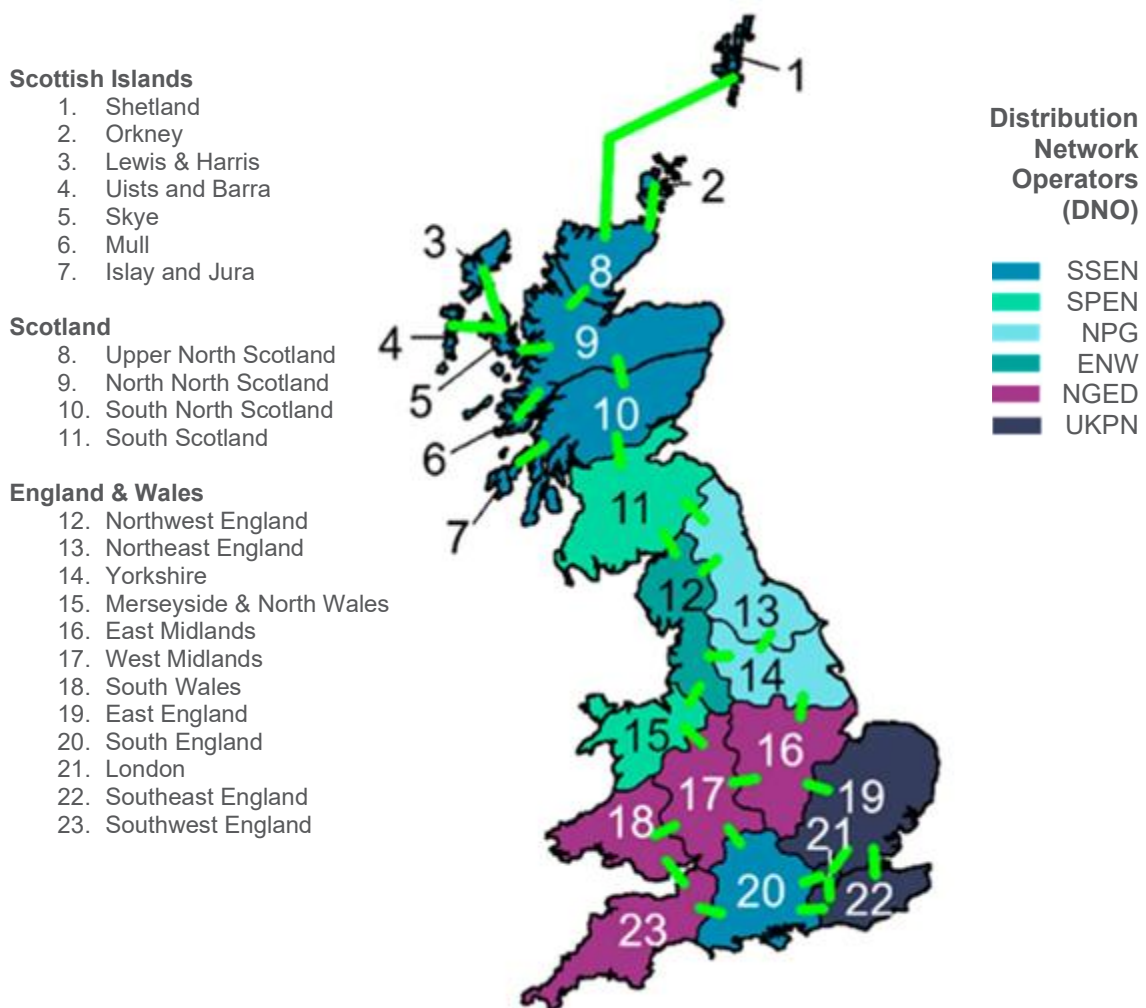 Scottish Islands
1. Shetland
2. Orkney
3. Lewis & Harris
4. Uists and Barra
5. Skye
6. Mull
7. Islay and Jura
Scotland
8. Upper North Scotland
9. North North Scotland
10. South North Scotland
11. South Scotland
England & Wales
12. Northwest England
13. Northeast England
14. Yorkshire
15. Merseyside & North Wales
16. East Midlands
17. West Midlands
18. South Wales
19. East England
20. South England
21. London
22. Southeast England
23. Southwest England
1
2
3
8
4
9
5
10
6
11
7
12
13
14
15
16
17
19
18
21
20
22
23
Distribution
Network
Operators
(DNO)
SSEN
SPEN
NPG
ENW
NGED
UKPN